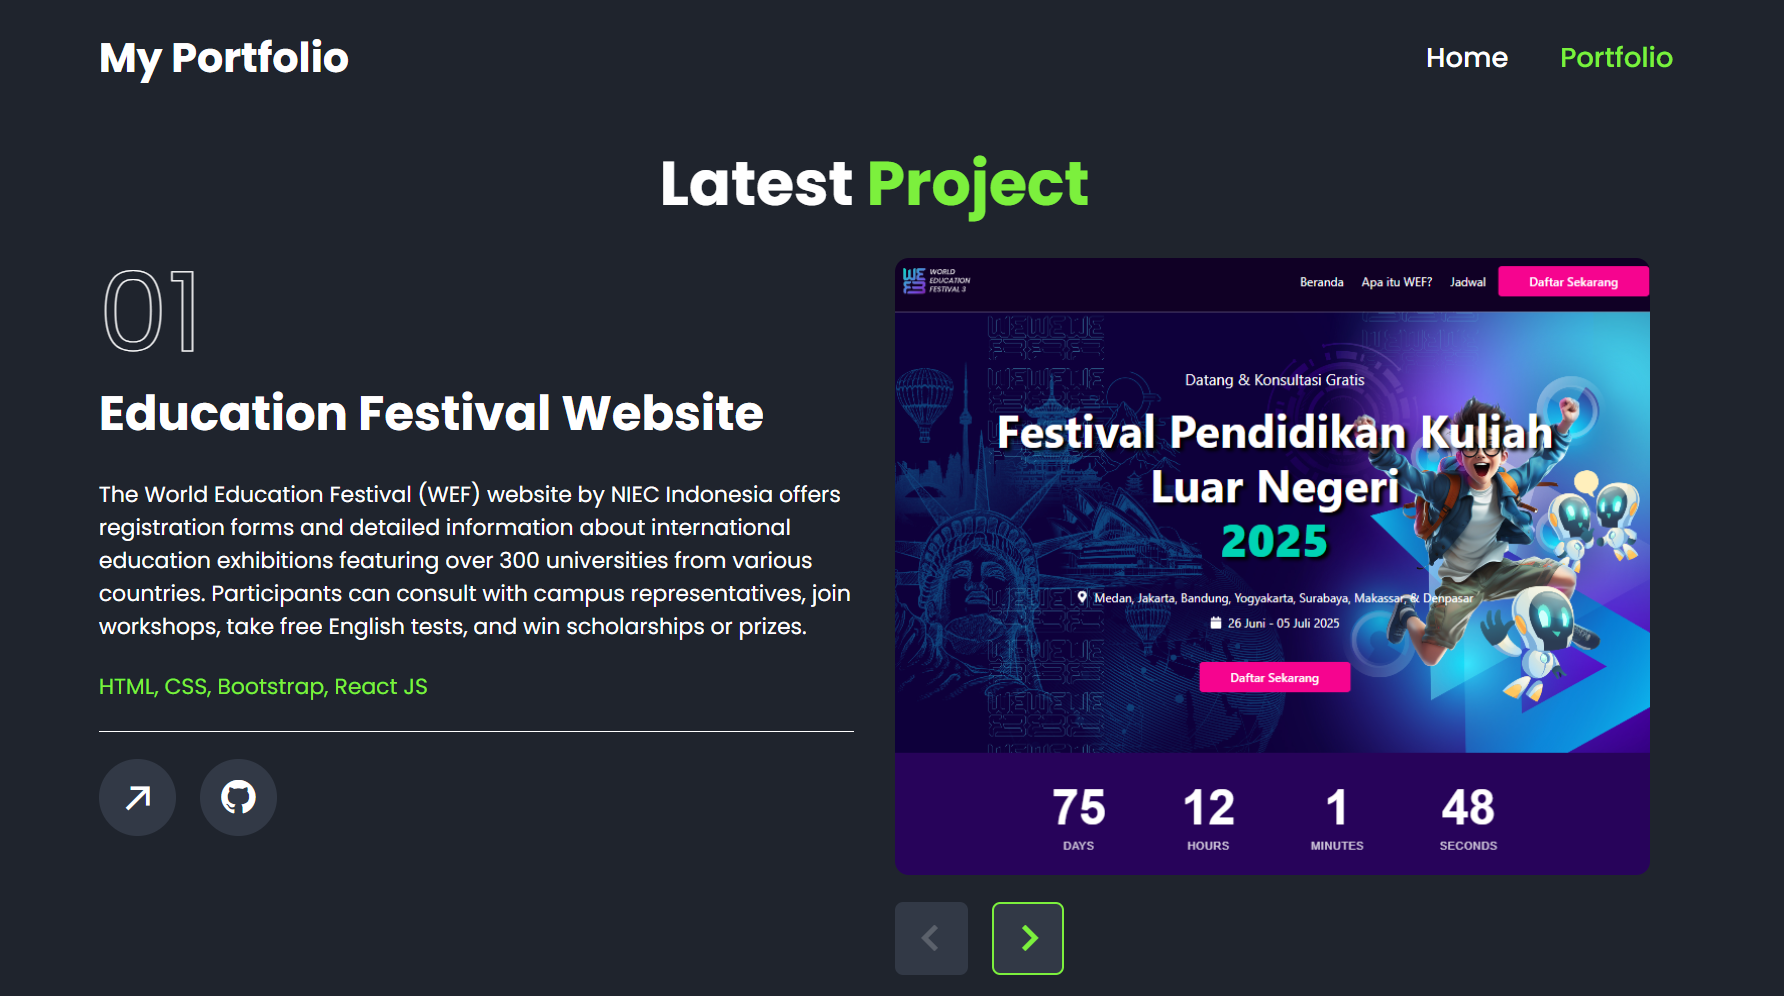 My Portfolio
Home Portfolio
Latest Project
01
Education Festival Website
The World Education Festival (WEF) website by NIEC Indonesia offers
registration forms and detailed information about international
education exhibitions featuring over 300 universities from various
countries. Participants can consult with campus representatives, join
workshops, take free English tests, and win scholarships or prizes.
HTML, CSS, Bootstrap, React JS
WORLD
EDUCATION
FESTIVAL 3
Beranda Apa itu WEF? Jadwal Daftar Sekarang
Datang & Konsultasi Gratis
Festival Pendidikan Kuliah
Luar Negeri
2025
Medan, Jakarta, Bandung, Yogyakarta, Surabaya, Makassar, & Denpasar
26 Juni - 05 Juli 2025
Daftar Sekarang
75 12 1 48
DAYS HOURS MINUTES SECONDS